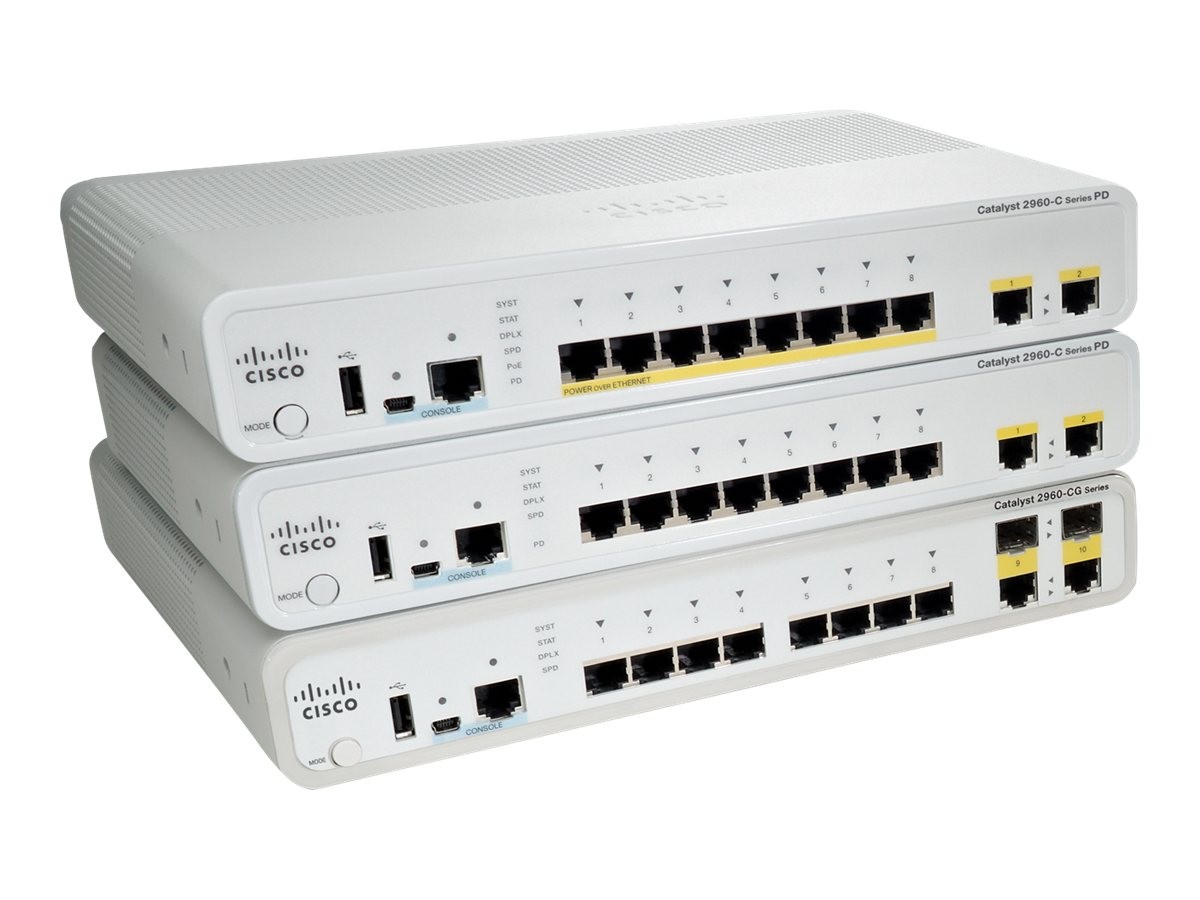 CISCO
Catalyst 2960-C Series PD
SYST
STAT
DPLX
SPD
PoE
PD
1 2 3 4 5 6 7 8
1 2
POWER OVER ETHERNET
CISCO
MODE
CONSOLE
Catalyst 2960-C Series PD
SYST
STAT
DPLX
SPD
PD
1 2 3 4 5 6 7 8
1 2
CISCO
MODE
CONSOLE
Catalyst 2960-CG Series
SYST
STAT
DPLX
SPD
1 2 3 4 5 6 7 8
9 10
CISCO
MODE
CONSOLE